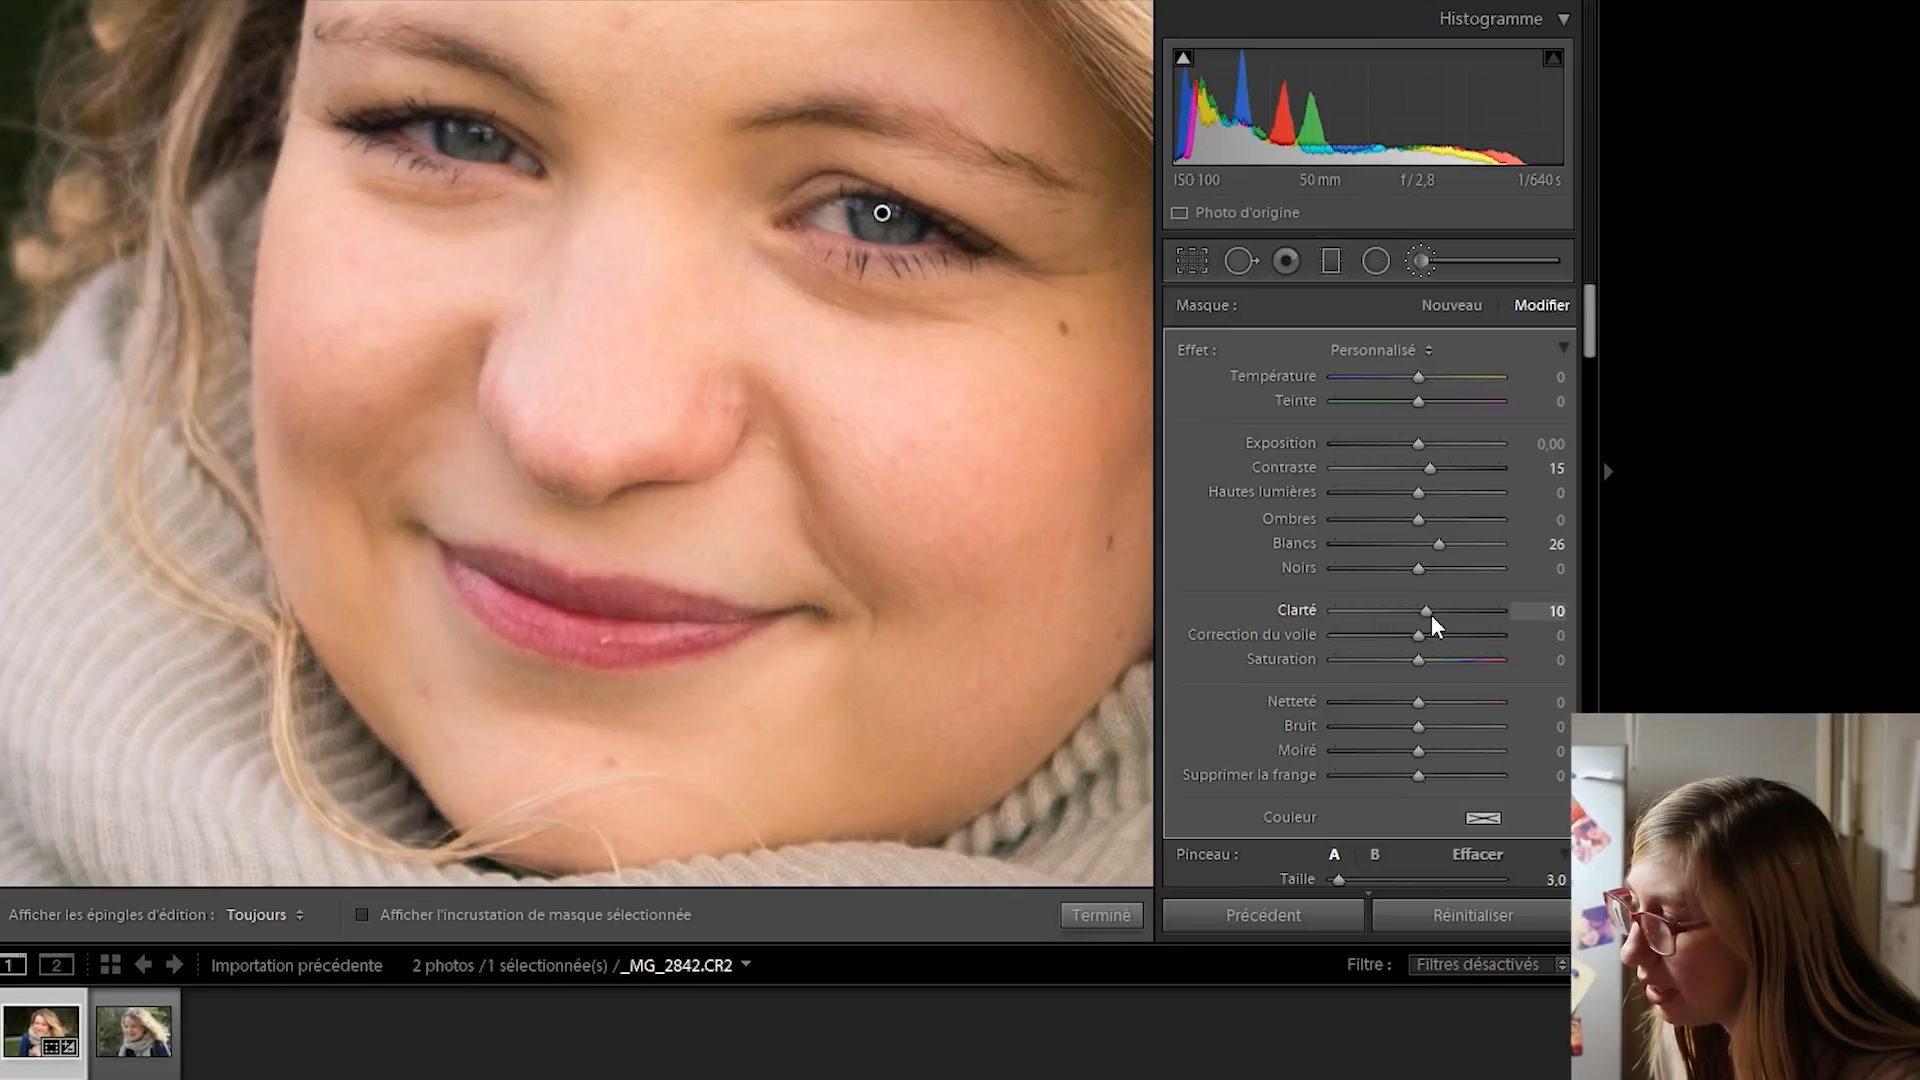 Histogramme
ISO 100 50 mm f / 2,8 1/640 s
Photo d'origine
Masque : Nouveau Modifier
Effet : Personnalisé
Température 0
Teinte 0
Exposition 0,00
Contraste 15
Hautes lumières 0
Ombres 0
Blancs 26
Noirs 0
Clarté 10
Correction du voile 0
Saturation 0
Netteté 0
Bruit 0
Moiré 0
Supprimer la frange 0
Couleur
Pinceau : A B Effacer
Taille 3,0
Afficher les épingles d'édition : Toujours Afficher l'incrustation de masque sélectionnée Terminé Précédent Réinitialiser
1 2 Importation précédente 2 photos /1 sélectionnée(s) /_MG_2842.CR2 Filtre : Filtres désactivés